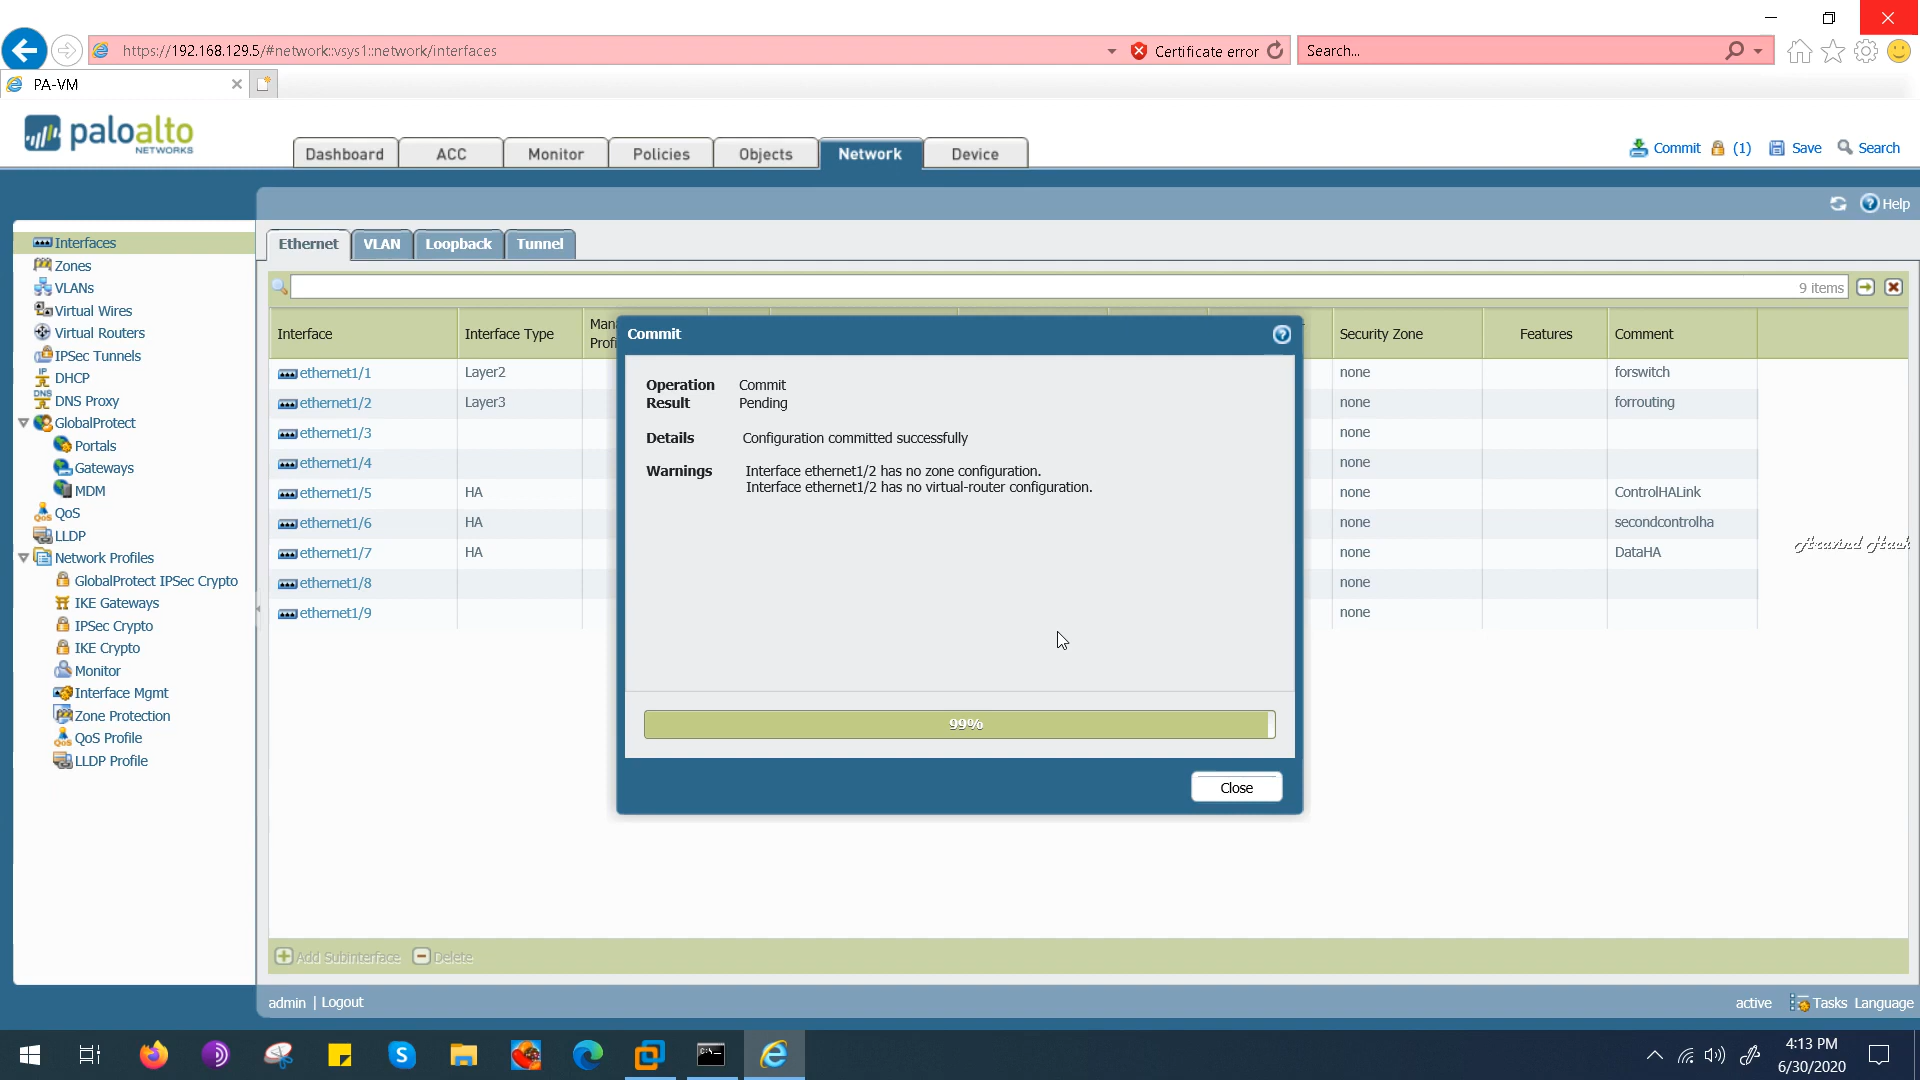 https://192.168.129.5/#network::vsys1::network/interfaces
Certificate error
Search...
PA-VM
paloalto
NETWORKS
Dashboard
ACC
Monitor
Policies
Objects
Network
Device
Commit
(1)
Save
Search
Help
Interfaces
Zones
VLANs
Virtual Wires
Virtual Routers
IPSec Tunnels
DHCP
DNS Proxy
GlobalProtect
Portals
Gateways
MDM
QoS
LLDP
Network Profiles
GlobalProtect IPSec Crypto
IKE Gateways
IPSec Crypto
IKE Crypto
Monitor
Interface Mgmt
Zone Protection
QoS Profile
LLDP Profile
Ethernet
VLAN
Loopback
Tunnel
9 items
Interface
Interface Type
Mana
Profi
Security Zone
Features
Comment
ethernet1/1 Layer2 none forswitch
ethernet1/2 Layer3 none forrouting
ethernet1/3 none
ethernet1/4 none
ethernet1/5 HA none ControlHALink
ethernet1/6 HA none secondcontrolha
ethernet1/7 HA none DataHA
ethernet1/8 none
ethernet1/9 none
Commit
Operation Commit
Result Pending
Details Configuration committed successfully
Warnings Interface ethernet1/2 has no zone configuration.
Interface ethernet1/2 has no virtual-router configuration.
99%
Close
Aravind Hack
Add Subinterface
Delete
admin | Logout
active
Tasks
Language
4:13 PM
6/30/2020